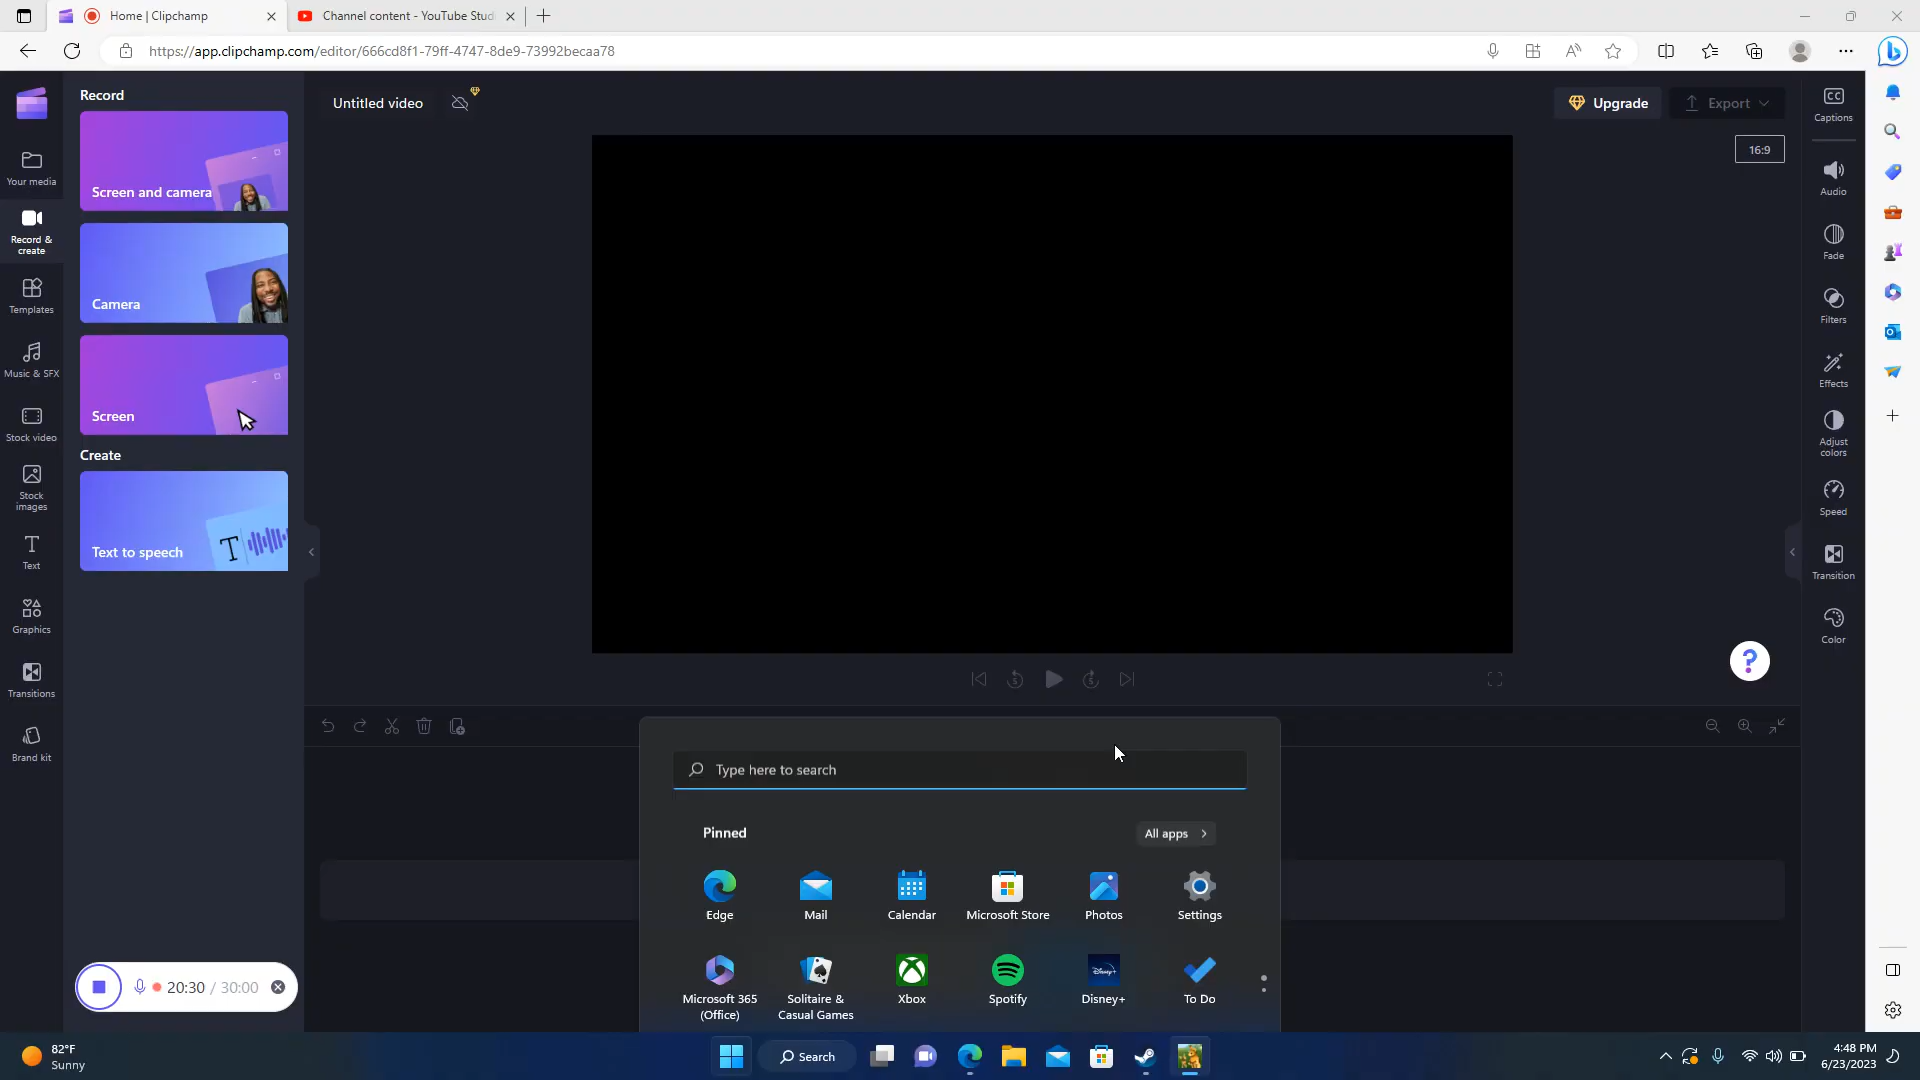 Home | Clipchamp
Channel content - YouTube Stud
https://app.clipchamp.com/editor/666cd8f1-79ff-4747-8de9-73992becaa78
Record
Screen and camera
Camera
Screen
Create
Text to speech
Your media
Record &
create
Templates
Music & SFX
Stock video
Stock
images
Text
Graphics
Transitions
Brand kit
Untitled video
Upgrade
Export
16:9
CC
Captions
Audio
Fade
Filters
Effects
Adjust
colors
Speed
Transition
Color
5
5
?
Type here to search
Pinned
All apps
Edge
Mail
Calendar
Microsoft Store
Photos
Settings
Microsoft 365
(Office)
Solitaire &
Casual Games
Xbox
Spotify
Disney+
To Do
20:30 / 30:00
82°F
Sunny
Search
4:48 PM
6/23/2023